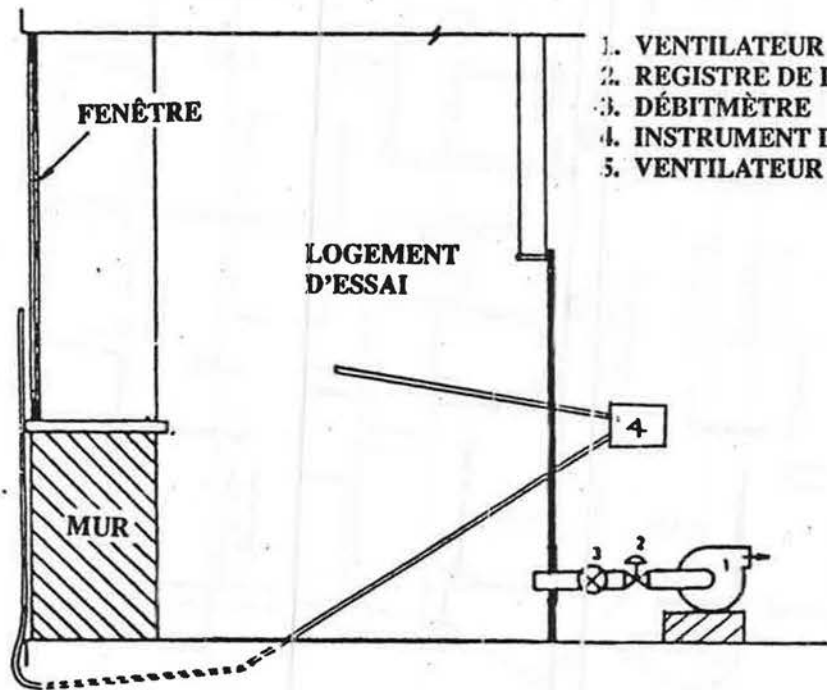 1. VENTILATEUR
2. REGISTRE DE
3. DÉBITMÈTRE
4. INSTRUMENT
5. VENTILATEUR
FENÊTRE
LOGEMENT
D'ESSAI
4
MUR
3 2
1